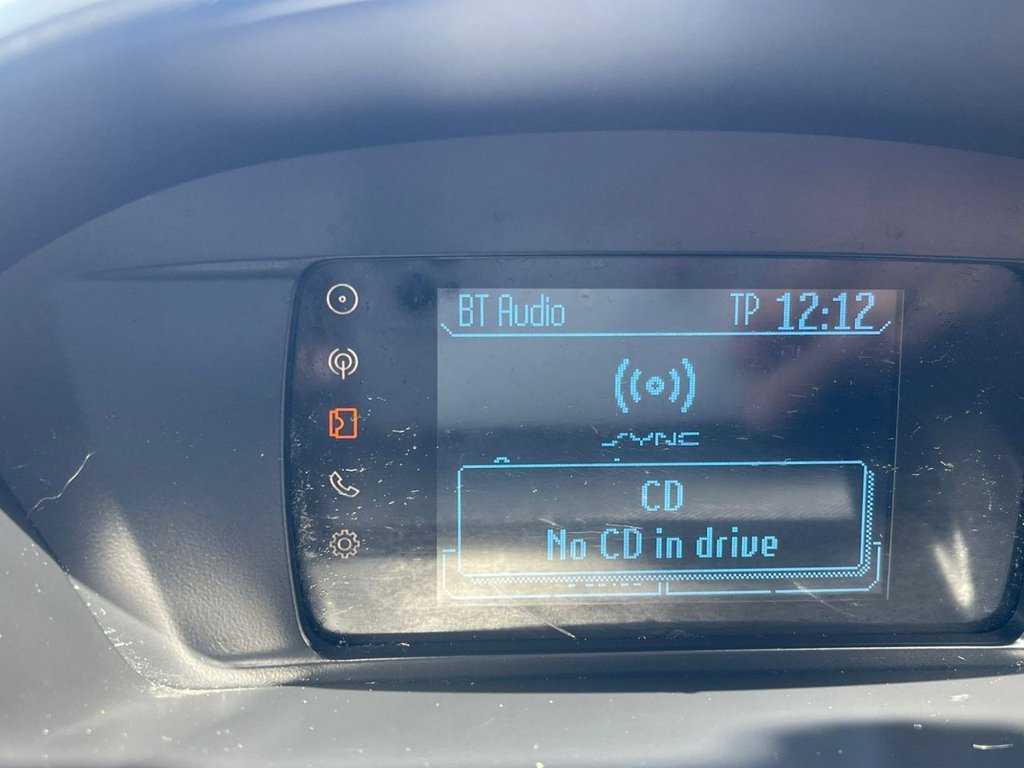 BT Audio TP 12:12
SYNC
CD
No CD in drive